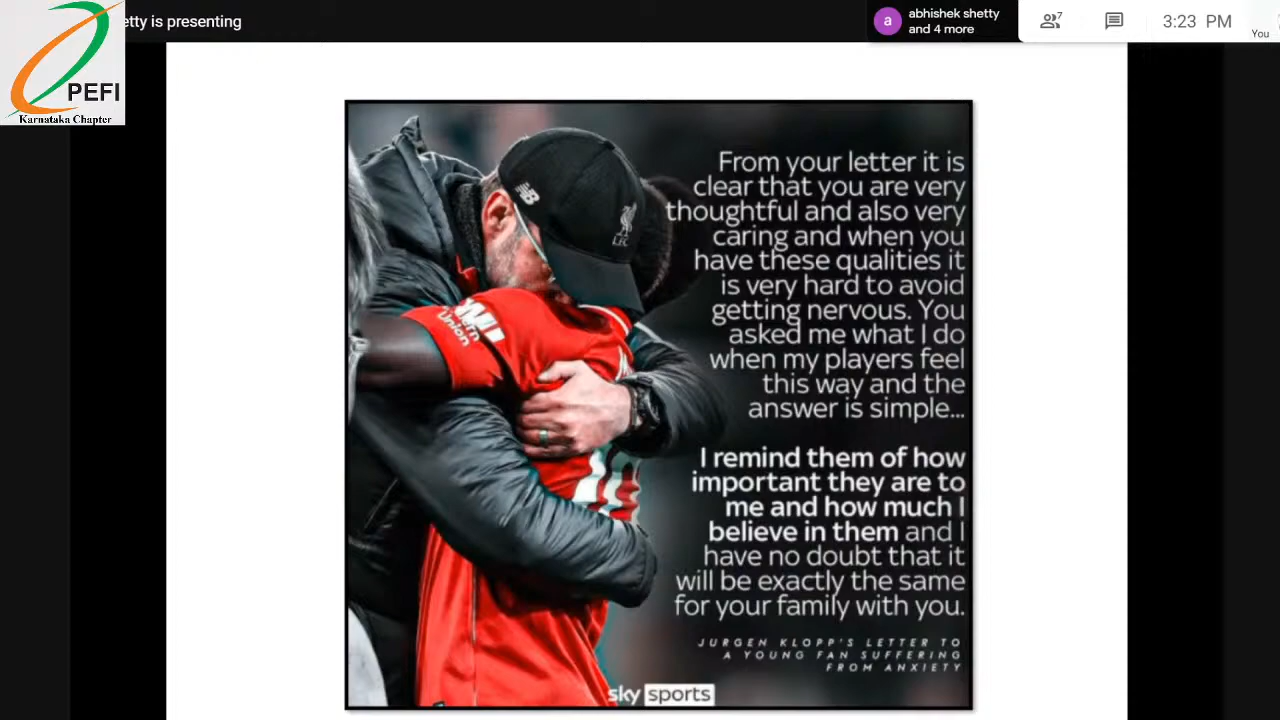 etty is presenting
abhishek shetty
and 4 more
7
3:23 PM
You
PEFI
Karnataka Chapter
NB
LFC
Union
From your letter it is
clear that you are very
thoughtful and also very
caring and when you
have these qualities it
is very hard to avoid
getting nervous. You
asked me what I do
when my players feel
this way and the
answer is simple...
I remind them of how
important they are to
me and how much I
believe in them and I
have no doubt that it
will be exactly the same
for your family with you.
JURGEN KLOPP'S LETTER TO
A YOUNG FAN SUFFERING
FROM ANXIETY
sky sports